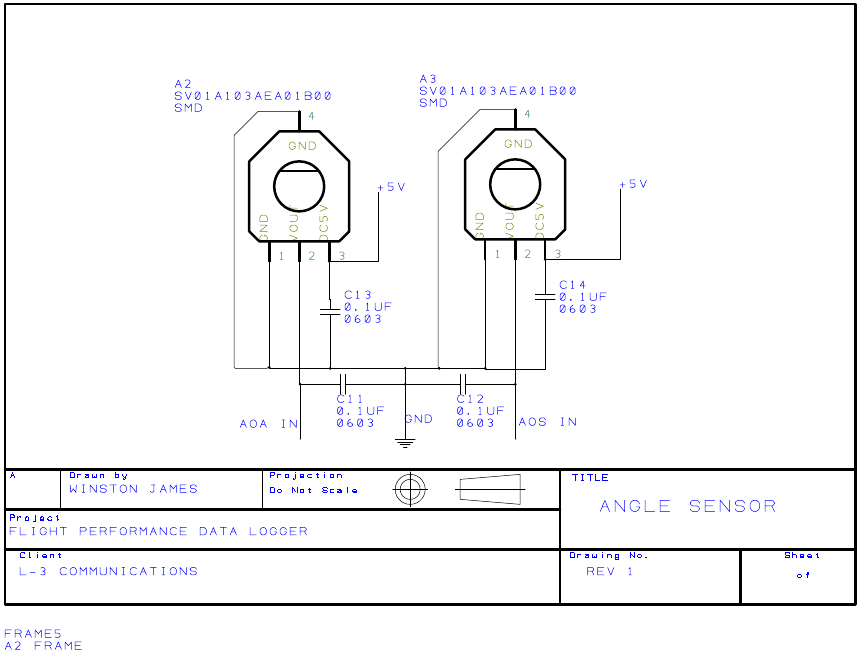 A2
SV01A103AEA01B00
SMD
4
GND
GND
VOUT
DC5V
1
2
3
+5V
A3
SV01A103AEA01B00
SMD
4
GND
GND
VOUT
DC5V
1
2
3
+5V
C13
0.1UF
0603
C14
0.1UF
0603
C11
0.1UF
0603
C12
0.1UF
0603
AOA IN
GND
AOS IN
A
Drawn by
WINSTON JAMES
Projection
Do Not Scale
TITLE
ANGLE SENSOR
Project
FLIGHT PERFORMANCE DATA LOGGER
Client
L-3 COMMUNICATIONS
Drawing No.
REV 1
Sheet
of
FRAME5
A2 FRAME